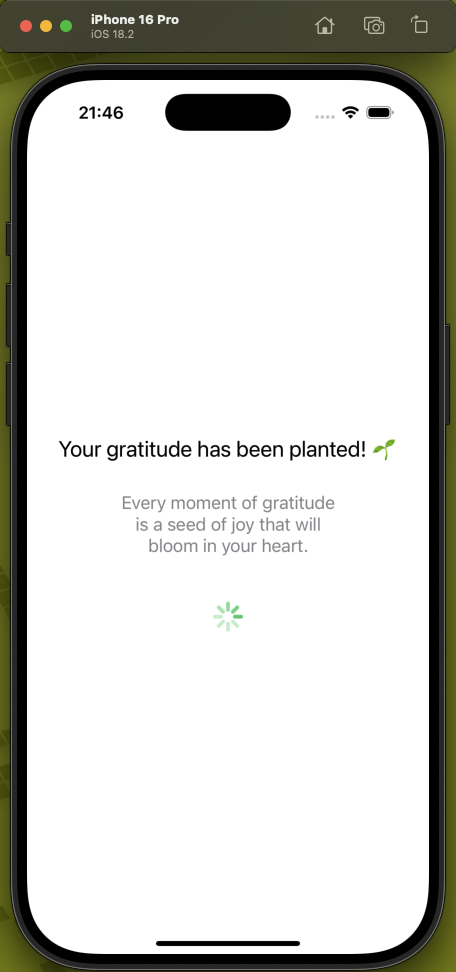 iPhone 16 Pro
iOS 18.2
21:46
Your gratitude has been planted! 🌱
Every moment of gratitude
is a seed of joy that will
bloom in your heart.